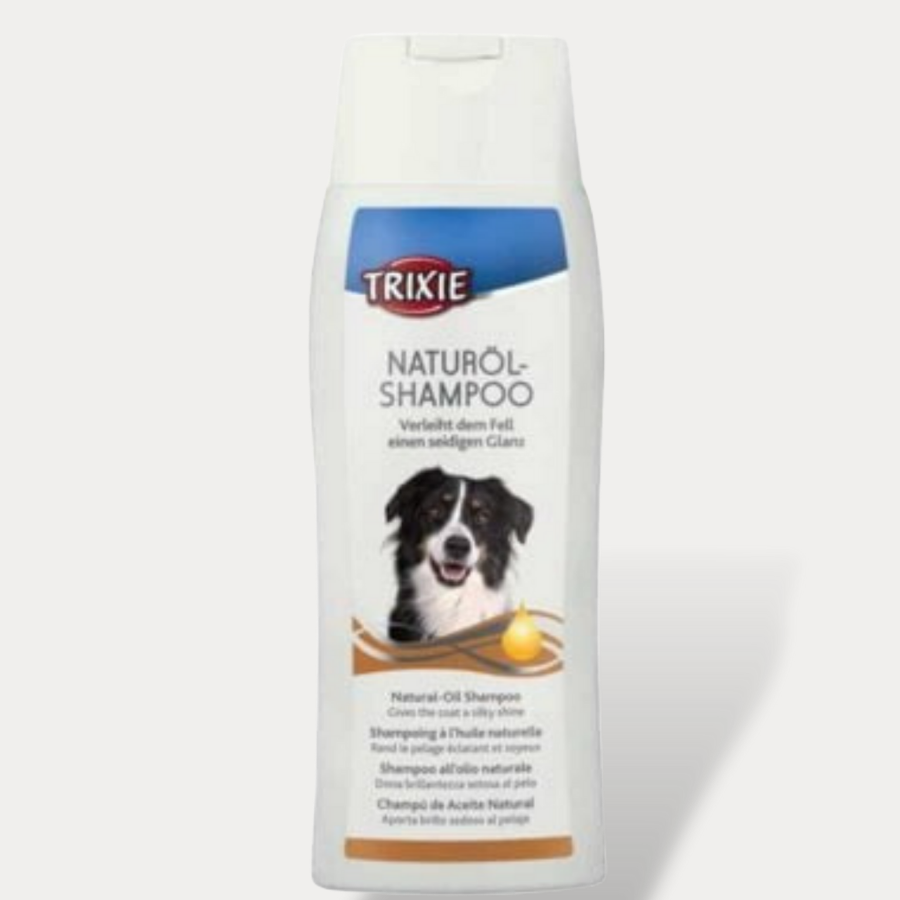 TRIXIE
NATURÖL-
SHAMPOO
Verleiht dem Fell
einen seidigen Glanz
Natural-Oil Shampoo
Gives the coat a silky shine
Shampoing à l'huile naturelle
Rend le pelage éclatant et soyeux
Shampoo all'olio naturale
Dona brillantezza setosa al pelo
Champú de Aceite Natural
Aporta brillo sedoso al pelaje